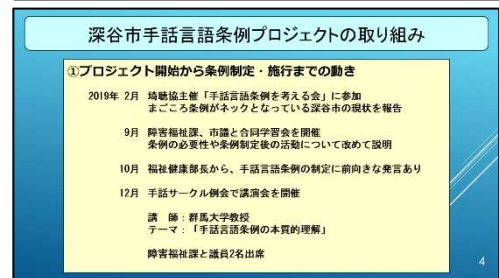 深谷市手話言語条例プロジェクトの取り組み
①プロジェクト開始から条例制定・施行までの動き
2019年 2月 埼聴協主催「手話言語条例を考える会」に参加
まごころ条例がネックとなっている深谷市の現状を報告
9月 障害福祉課、市議と合同学習会を開催
条例の必要性や条例制定後の活動について改めて説明
10月 福祉健康部長から、手話言語条例の制定に前向きな発言あり
12月 手話サークル例会で講演会を開催
講 師：群馬大学教授
テーマ：「手話言語条例の本質的理解」
障害福祉課と議員2名出席
4